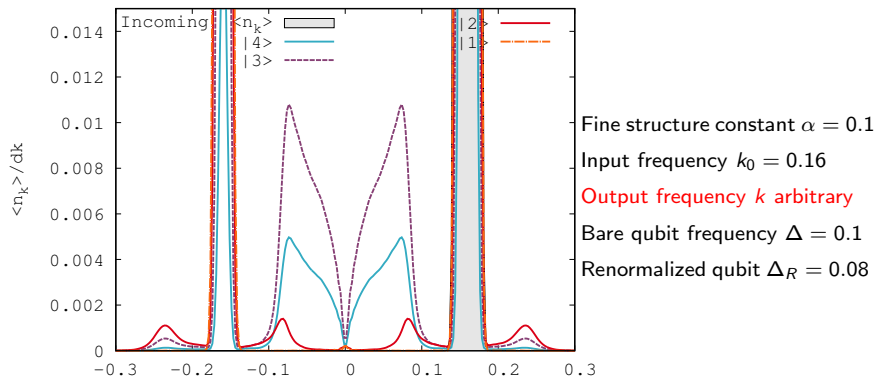 Incoming <n_k>
|4>
|3>
|2>
|1>
0.014
0.012
0.01
0.008
0.006
0.004
0.002
0
<n_k>/dk
−0.3 −0.2 −0.1 0 0.1 0.2 0.3
Fine structure constant α = 0.1
Input frequency k₀ = 0.16
Output frequency k arbitrary
Bare qubit frequency Δ = 0.1
Renormalized qubit Δ_R = 0.08